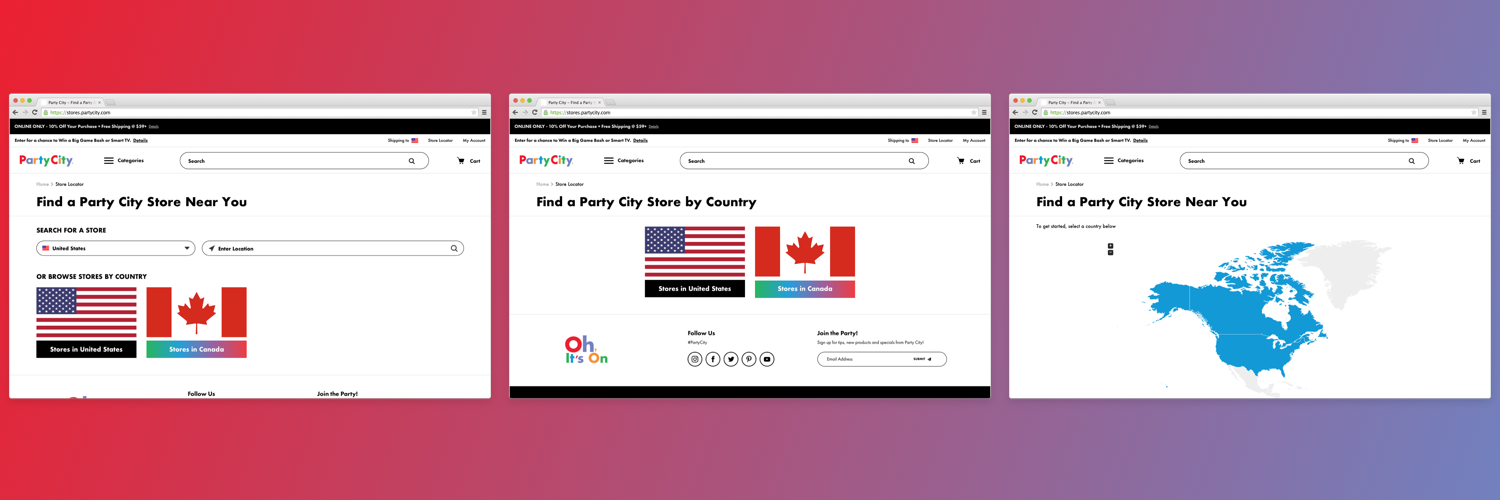 Party City – Find a Party S
https://stores.partycity.com
ONLINE ONLY - 10% Off Your Purchase + Free Shipping @ $59+ Details
Enter for a chance to Win a Big Game Bash or Smart TV. Details
Shipping to
Store Locator
My Account
PartyCity
Categories
Search
Cart
Home > Store Locator
Find a Party City Store Near You
SEARCH FOR A STORE
United States
Enter Location
OR BROWSE STORES BY COUNTRY
Stores in United States
Stores in Canada
Oh,
Follow Us
Join the Party!
Party City – Find a Party S
https://stores.partycity.com
ONLINE ONLY - 10% Off Your Purchase + Free Shipping @ $59+ Details
Enter for a chance to Win a Big Game Bash or Smart TV. Details
Shipping to
Store Locator
My Account
PartyCity
Categories
Search
Cart
Home > Store Locator
Find a Party City Store by Country
Stores in United States
Stores in Canada
Oh,
It's On
Follow Us
#PartyCity
Join the Party!
Sign up for tips, new products and specials from Party City!
Email Address
SUBMIT
Party City – Find a Party S
https://stores.partycity.com
ONLINE ONLY - 10% Off Your Purchase + Free Shipping @ $59+ Details
Enter for a chance to Win a Big Game Bash or Smart TV. Details
Shipping to
Store Locator
My Account
PartyCity
Categories
Search
Cart
Home > Store Locator
Find a Party City Store Near You
To get started, select a country below
+
−